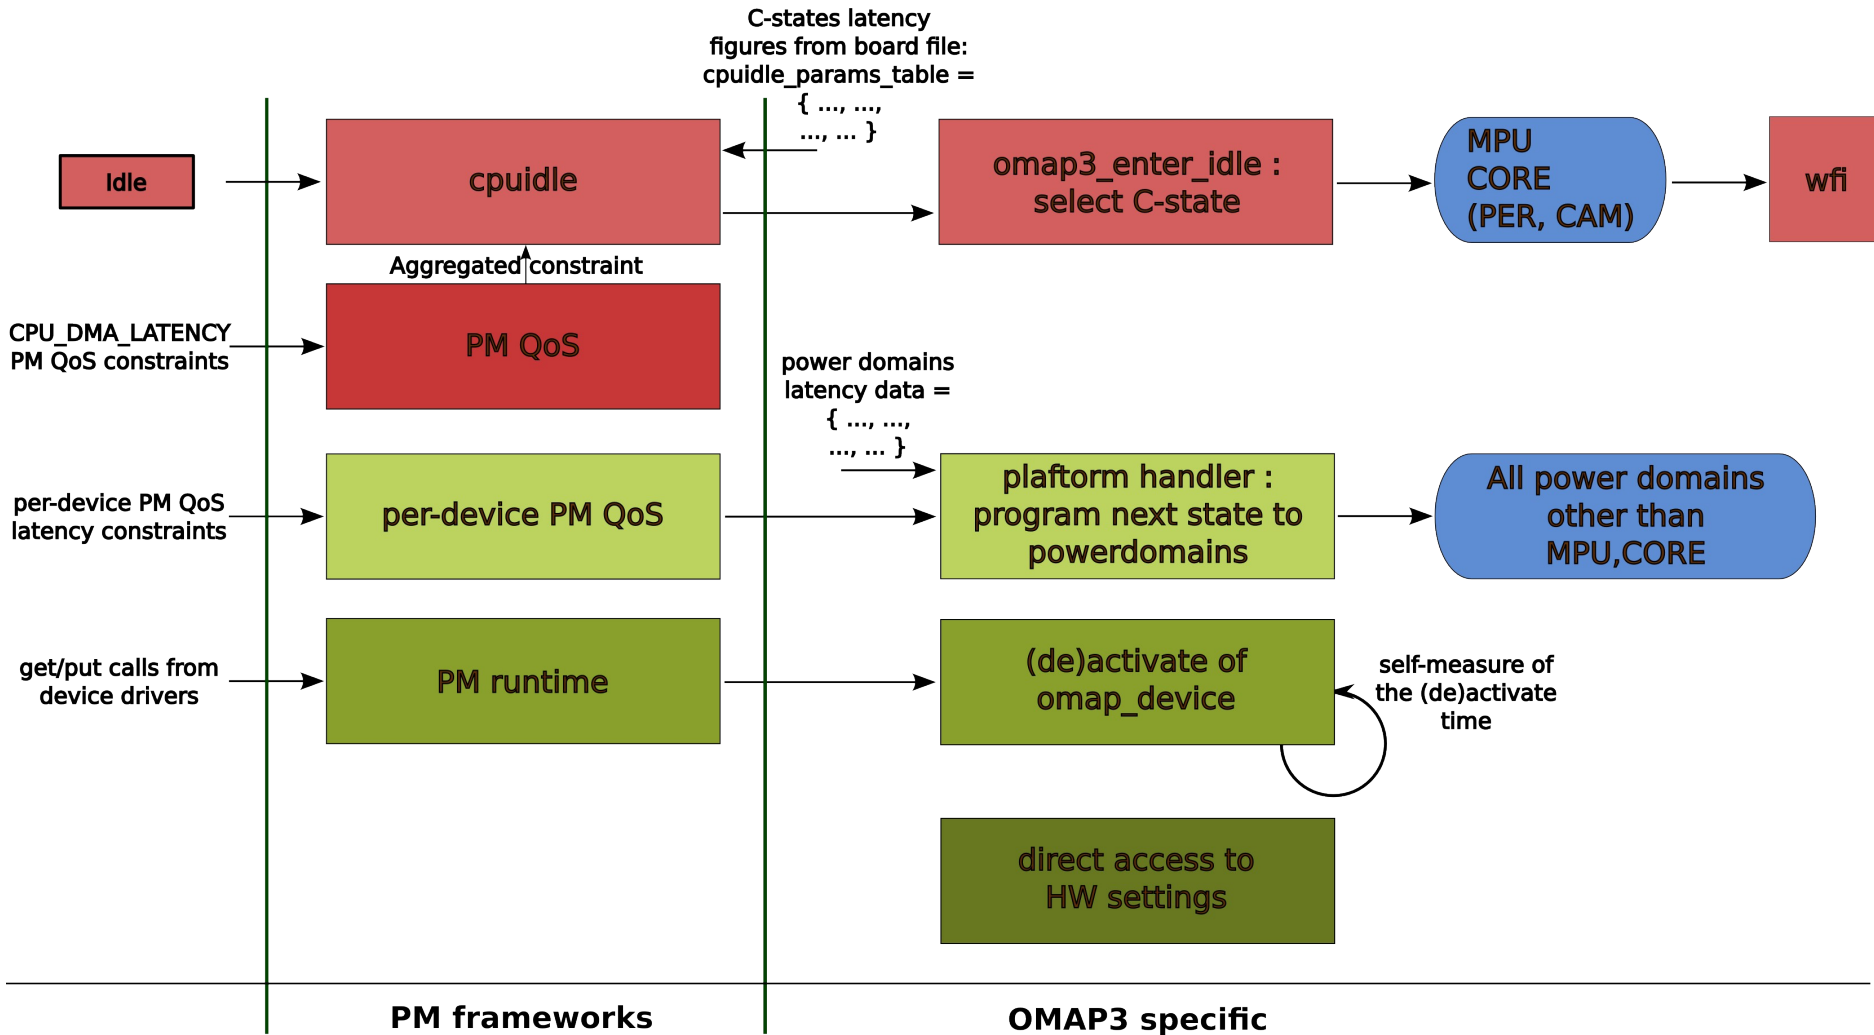 C-states latency
figures from board file:
cpuidle_params_table =
{ ..., ...,
..., ... }
Idle
cpuidle
omap3_enter_idle :
select C-state
MPU
CORE
(PER, CAM)
wfi
Aggregated constraint
CPU_DMA_LATENCY
PM QoS constraints
PM QoS
power domains
latency data =
{ ..., ...,
..., ... }
per-device PM QoS
latency constraints
per-device PM QoS
plaftorm handler :
program next state to
powerdomains
All power domains
other than
MPU,CORE
get/put calls from
device drivers
PM runtime
(de)activate of
omap_device
self-measure of
the (de)activate
time
direct access to
HW settings
PM frameworks
OMAP3 specific